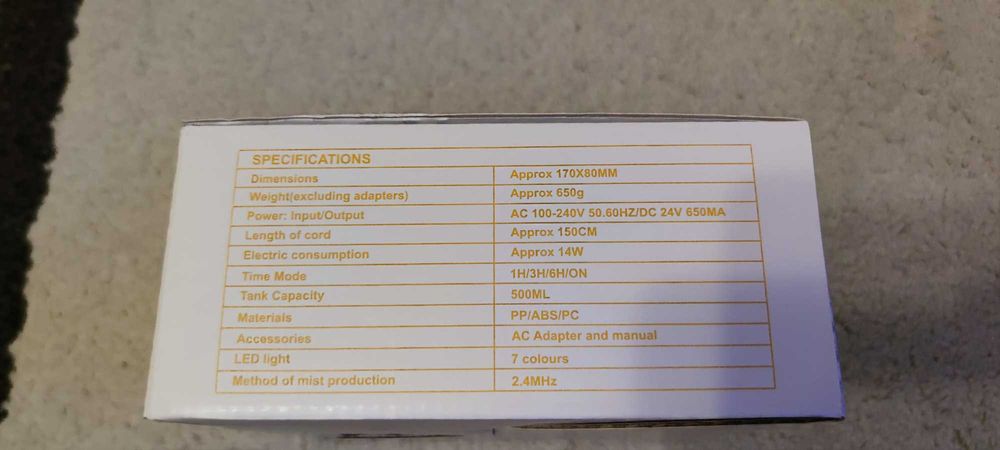 SPECIFICATIONS
Dimensions Approx 170X80MM
Weight(excluding adapters) Approx 650g
Power: Input/Output AC 100-240V 50.60HZ/DC 24V 650MA
Length of cord Approx 150CM
Electric consumption Approx 14W
Time Mode 1H/3H/6H/ON
Tank Capacity 500ML
Materials PP/ABS/PC
Accessories AC Adapter and manual
LED light 7 colours
Method of mist production 2.4MHz